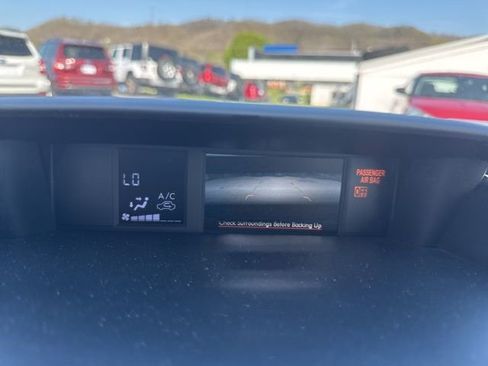 LO
A/C
Check Surroundings Before Backing Up
PASSENGER
AIR BAG
OFF